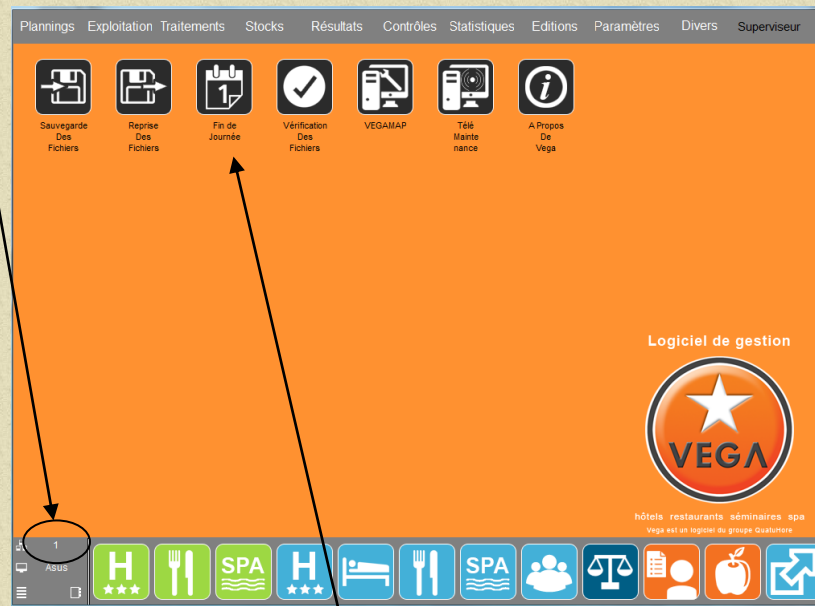 Plannings Exploitation Traitements Stocks Résultats Contrôles Statistiques Editions Paramètres Divers Superviseur
1
Sauvegarde
Des
Fichiers
Reprise
Des
Fichiers
Fin de
Journée
Vérification
Des
Fichiers
VEGAMAP
Télé
Mainte
nance
A Propos
De
Vega
Logiciel de gestion
VEGA
hôtels restaurants séminaires spa
Vega est un logiciel du groupe Quatuhore
1
Asus
H
SPA
H
SPA